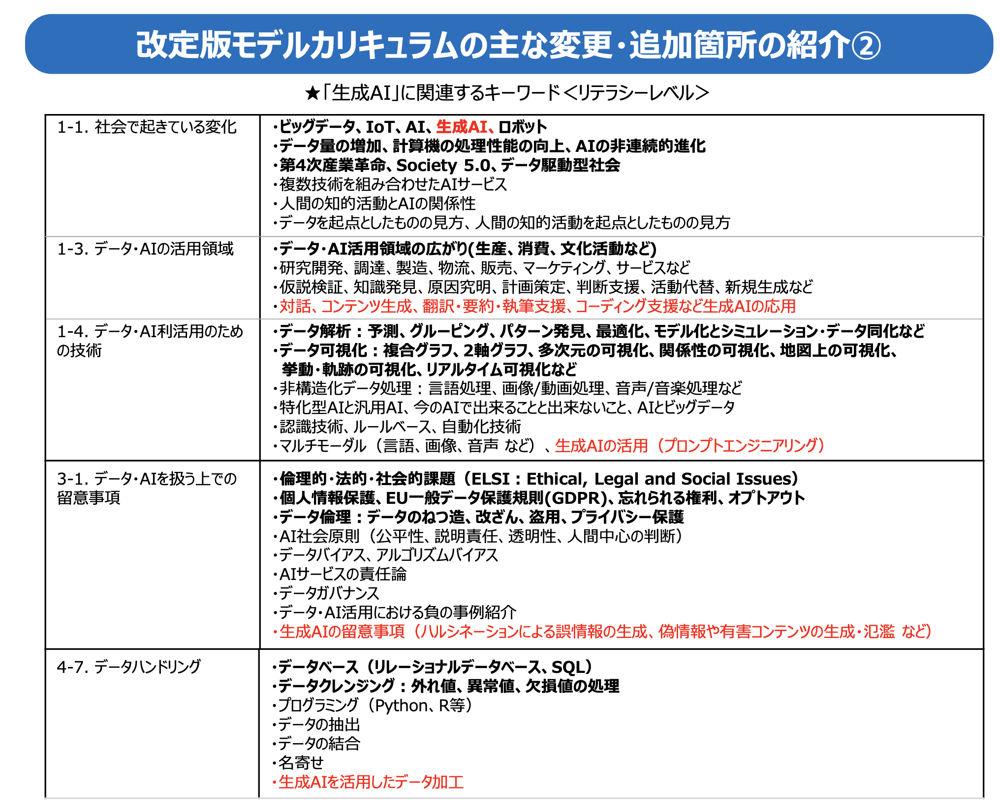 改定版モデルカリキュラムの主な変更・追加箇所の紹介②
★「生成AI」に関連するキーワード＜リテラシーレベル＞
1-1. 社会で起きている変化
・ビッグデータ、IoT、AI、生成AI、ロボット
・データ量の増加、計算機の処理性能の向上、AIの非連続的進化
・第4次産業革命、Society 5.0、データ駆動型社会
・複数技術を組み合わせたAIサービス
・人間の知的活動とAIの関係性
・データを起点としたものの見方、人間の知的活動を起点としたものの見方
1-3. データ・AIの活用領域
・データ・AI活用領域の広がり(生産、消費、文化活動など)
・研究開発、調達、製造、物流、販売、マーケティング、サービスなど
・仮説検証、知識発見、原因究明、計画策定、判断支援、活動代替、新規生成など
・対話、コンテンツ生成、翻訳・要約・執筆支援、コーディング支援など生成AIの応用
1-4. データ・AI利活用のため
の技術
・データ解析：予測、グルーピング、パターン発見、最適化、モデル化とシミュレーション・データ同化など
・データ可視化：複合グラフ、2軸グラフ、多次元の可視化、関係性の可視化、地図上の可視化、
挙動・軌跡の可視化、リアルタイム可視化など
・非構造化データ処理：言語処理、画像/動画処理、音声/音楽処理など
・特化型AIと汎用AI、今のAIで出来ることと出来ないこと、AIとビッグデータ
・認識技術、ルールベース、自動化技術
・マルチモーダル（言語、画像、音声 など）、生成AIの活用（プロンプトエンジニアリング）
3-1. データ・AIを扱う上での
留意事項
・倫理的・法的・社会的課題（ELSI：Ethical, Legal and Social Issues）
・個人情報保護、EU一般データ保護規則(GDPR)、忘れられる権利、オプトアウト
・データ倫理：データのねつ造、改ざん、盗用、プライバシー保護
・AI社会原則（公平性、説明責任、透明性、人間中心の判断）
・データバイアス、アルゴリズムバイアス
・AIサービスの責任論
・データガバナンス
・データ・AI活用における負の事例紹介
・生成AIの留意事項（ハルシネーションによる誤情報の生成、偽情報や有害コンテンツの生成・氾濫 など）
4-7. データハンドリング
・データベース（リレーショナルデータベース、SQL）
・データクレンジング：外れ値、異常値、欠損値の処理
・プログラミング（Python、R等）
・データの抽出
・データの結合
・名寄せ
・生成AIを活用したデータ加工